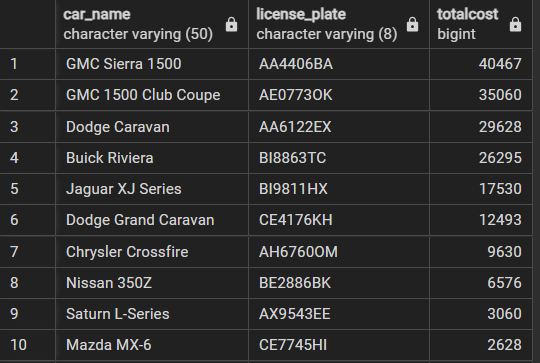 car_name license_plate totalcost
character varying (50) character varying (8) bigint
1 GMC Sierra 1500 AA4406BA 40467
2 GMC 1500 Club Coupe AE0773OK 35060
3 Dodge Caravan AA6122EX 29628
4 Buick Riviera BI8863TC 26295
5 Jaguar XJ Series BI9811HX 17530
6 Dodge Grand Caravan CE4176KH 12493
7 Chrysler Crossfire AH6760OM 9630
8 Nissan 350Z BE2886BK 6576
9 Saturn L-Series AX9543EE 3060
10 Mazda MX-6 CE7745HI 2628